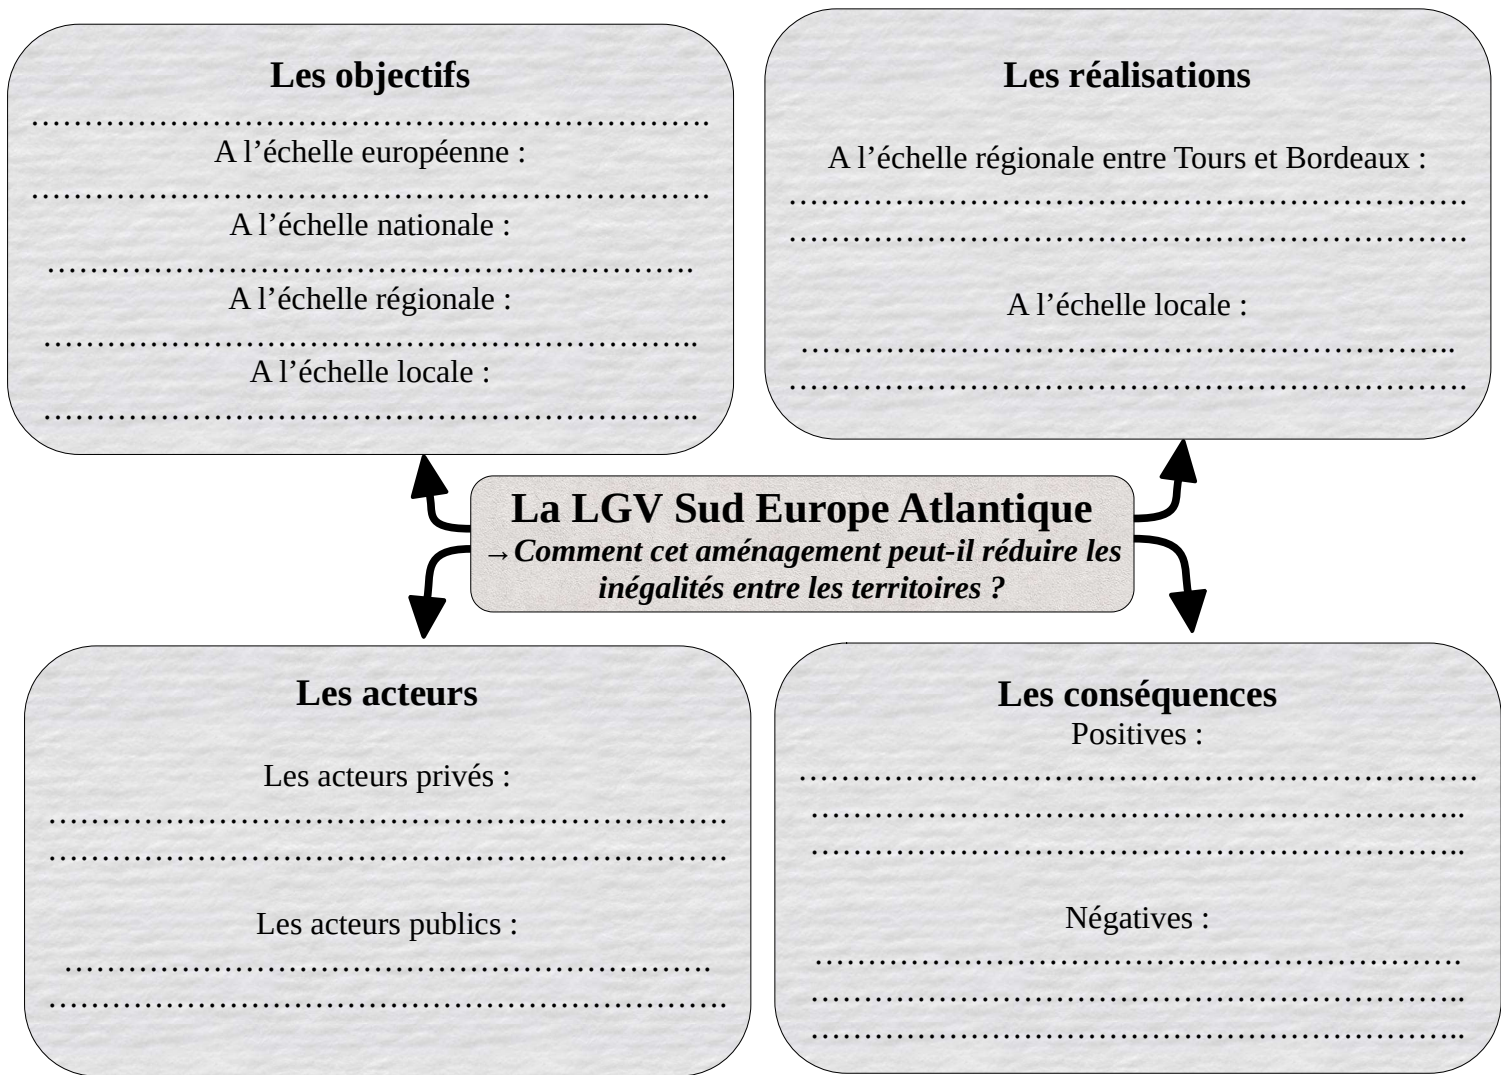 Les objectifs
……………………………………………………….
A l’échelle européenne :
……………………………………………………….
A l’échelle nationale :
…………………………………………………….
A l’échelle régionale :
……………………………………………………..
A l’échelle locale :
……………………………………………………..
Les réalisations
A l’échelle régionale entre Tours et Bordeaux :
……………………………………………………….
……………………………………………………….
A l’échelle locale :
……………………………………………………..
……………………………………………………….
La LGV Sud Europe Atlantique
→Comment cet aménagement peut-il réduire les
inégalités entre les territoires ?
Les acteurs
Les acteurs privés :
……………………………………………………….
……………………………………………………….
Les acteurs publics :
…………………………………………………….
……………………………………………………….
Les conséquences
Positives :
……………………………………………………….
……………………………………………………..
……………………………………………………..
Négatives :
…………………………………………………….
……………………………………………………..
……………………………………………………..